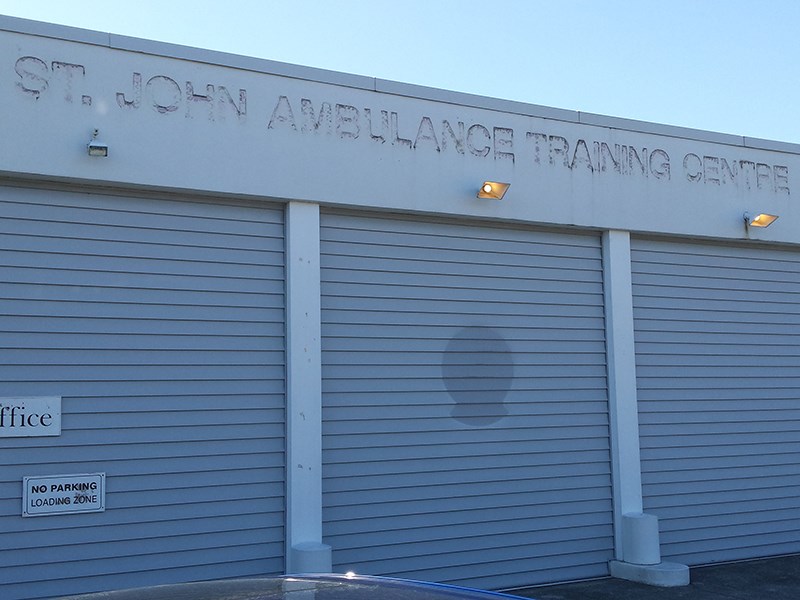 ST. JOHN AMBULANCE TRAINING CENTRE
ffice
NO PARKING
LOADING ZONE